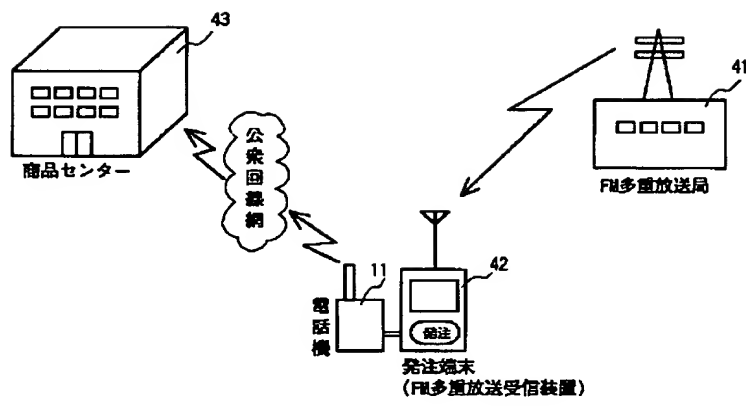 43
41
商品センター
公衆回線網
FM多重放送局
電話機
11
42
発注
発注端末
(FM多重放送受信装置)